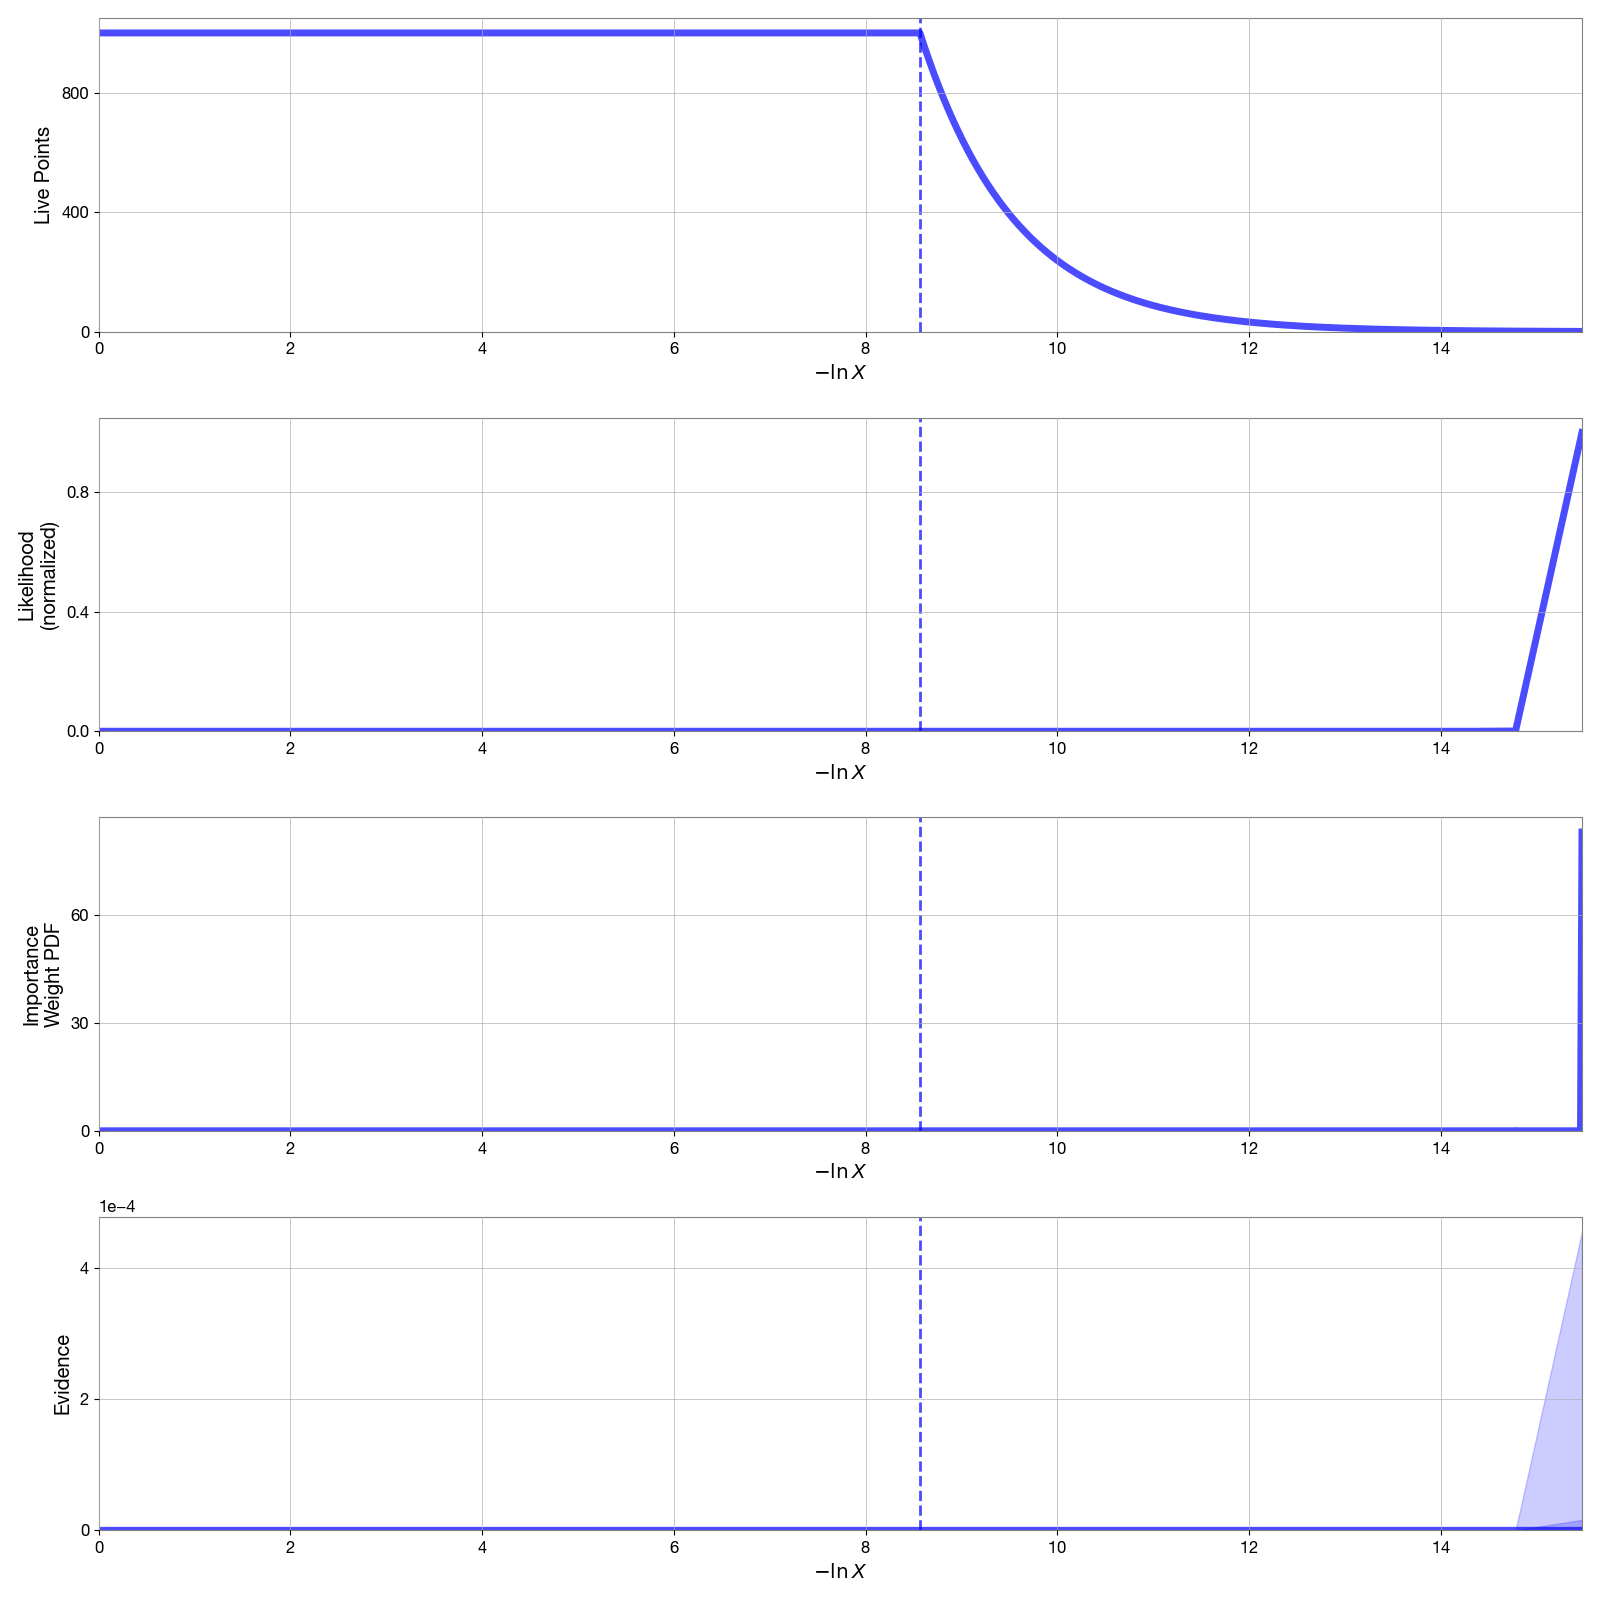 800
400
0
Live Points
0 2 4 6 8 10 12 14
−ln X
0.8
0.4
0.0
Likelihood
(normalized)
0 2 4 6 8 10 12 14
−ln X
60
30
0
Importance
Weight PDF
0 2 4 6 8 10 12 14
−ln X
1e−4
4
2
0
Evidence
0 2 4 6 8 10 12 14
−ln X